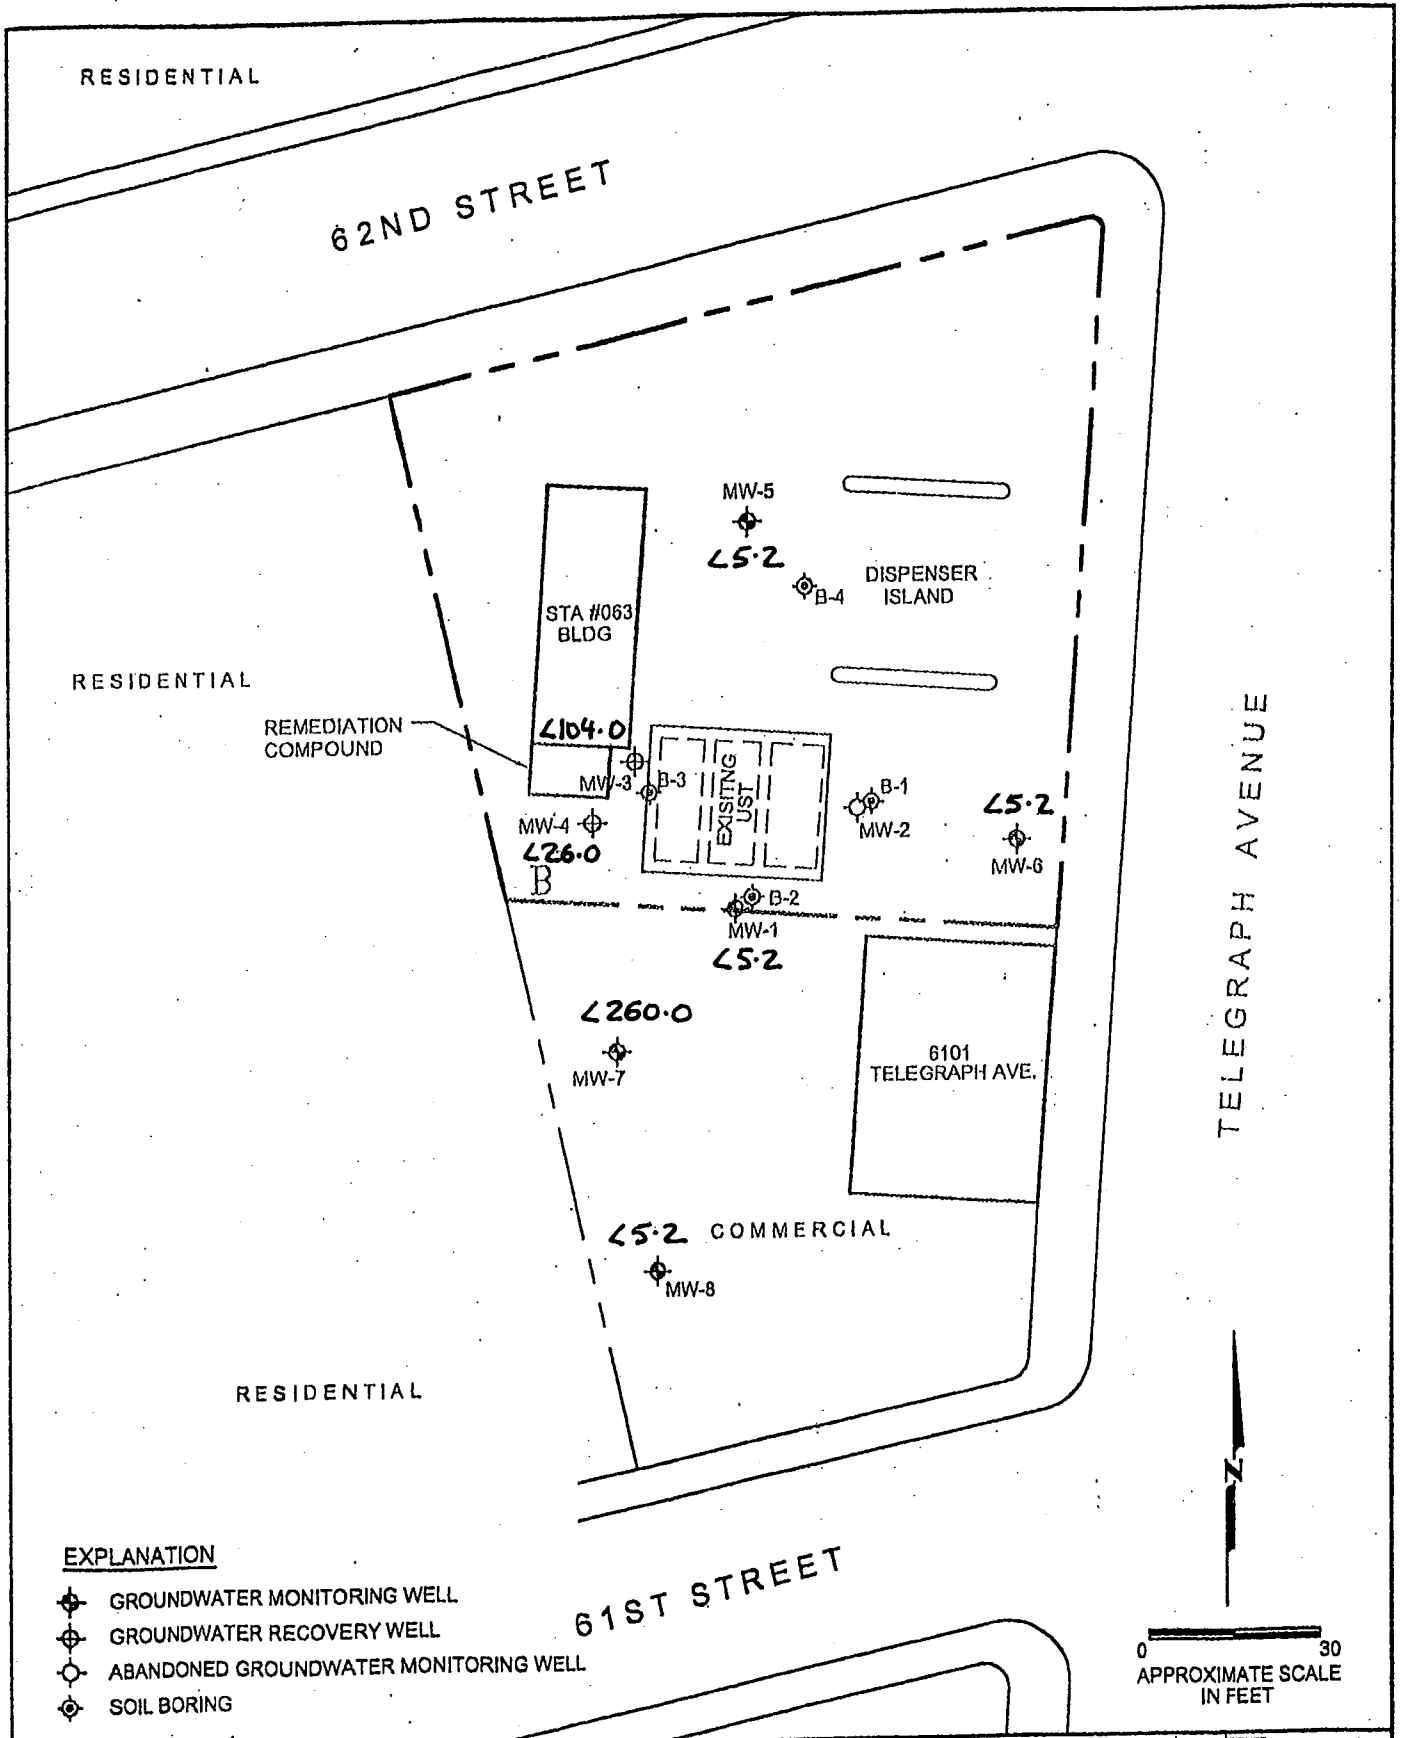 RESIDENTIAL
62ND STREET
MW-5
<5.2
B-4
DISPENSER
ISLAND
STA #063
BLDG
RESIDENTIAL
REMEDIATION
COMPOUND
<104.0
MW-3
B-3
EXISITNG
UST
B-1
MW-2
<5.2
MW-6
MW-4
<26.0
B
B-2
MW-1
<5.2
<260.0
MW-7
6101
TELEGRAPH AVE.
TELEGRAPH AVENUE
<5.2
COMMERCIAL
MW-8
RESIDENTIAL
N
EXPLANATION
GROUNDWATER MONITORING WELL
GROUNDWATER RECOVERY WELL
ABANDONED GROUNDWATER MONITORING WELL
SOIL BORING
61ST STREET
0 30
APPROXIMATE SCALE
IN FEET